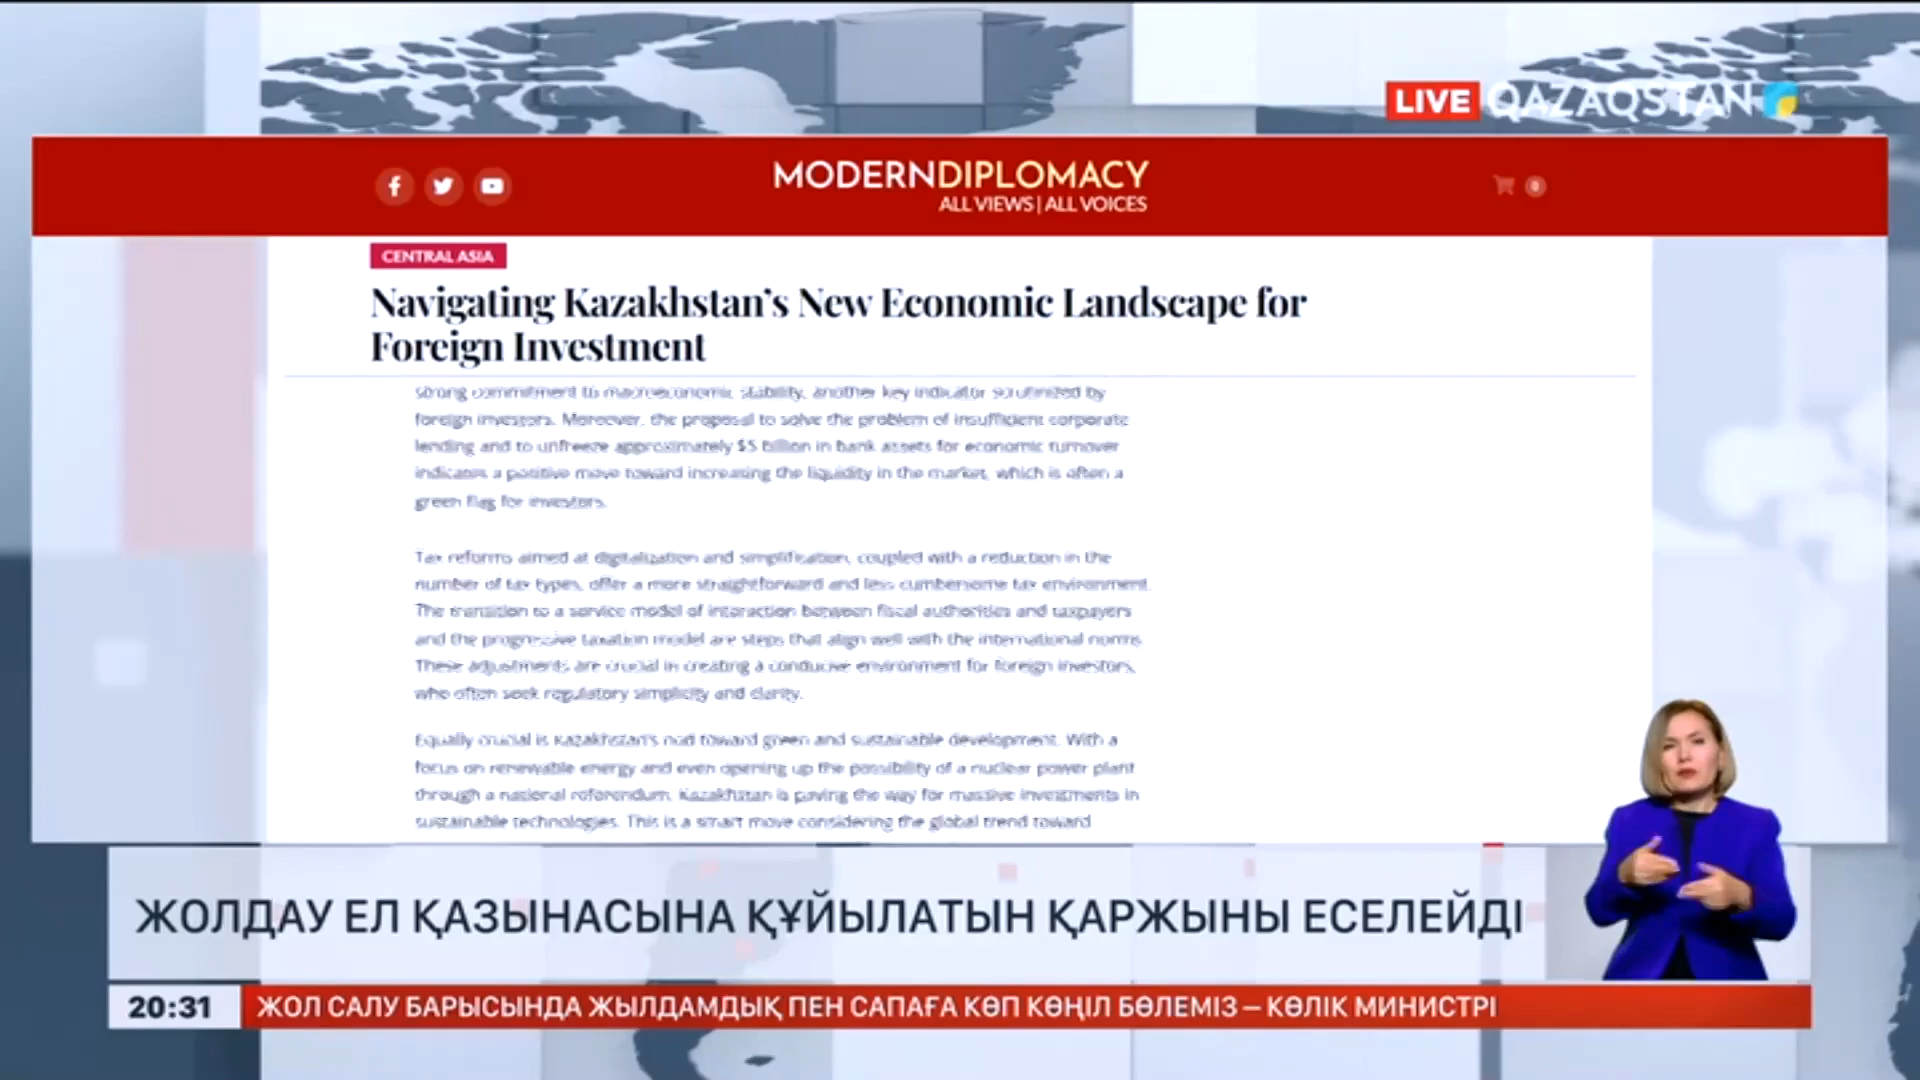 LIVE QAZAQSTAN
MODERNDIPLOMACY
ALL VIEWS | ALL VOICES
0
CENTRAL ASIA
Navigating Kazakhstan's New Economic Landscape for
Foreign Investment
strong commitment to macroeconomic stability, another key indicator scrutinized by
foreign investors. Moreover, the proposal to solve the problem of insufficient corporate
lending and to unfreeze approximately $5 billion in bank assets for economic turnover
indicates a positive move toward increasing the liquidity in the market, which is often a
green flag for investors.
Tax reforms aimed at digitalization and simplification, coupled with a reduction in the
number of tax types, offer a more straightforward and less cumbersome tax environment.
The transition to a service model of interaction between fiscal authorities and taxpayers
and the progressive taxation model are steps that align well with the international norms.
These adjustments are crucial in creating a conducive environment for foreign investors,
who often seek regulatory simplicity and clarity.
Equally crucial is Kazakhstan's nod toward green and sustainable development. With a
focus on renewable energy and even opening up the possibility of a nuclear power plant
through a national referendum, Kazakhstan is paving the way for massive investments in
sustainable technologies. This is a smart move considering the global trend toward
ЖОЛДАУ ЕЛ ҚАЗЫНАСЫНА ҚҰЙЫЛАТЫН ҚАРЖЫНЫ ЕСЕЛЕЙДІ
20:31 ЖОЛ САЛУ БАРЫСЫНДА ЖЫЛДАМДЫҚ ПЕН САПАҒА КӨП КӨҢІЛ БӨЛЕМІЗ – КӨЛІК МИНИСТРІ